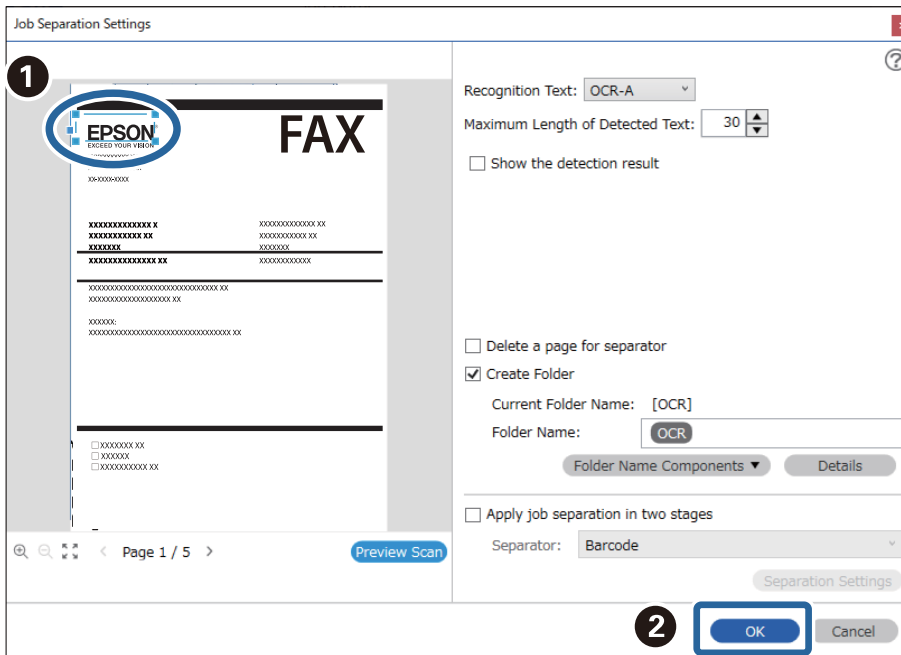 Job Separation Settings
1
EPSON
EXCEED YOUR VISION
FAX
XX-XXXX-XXXX
XXXXXXXXXXXXX X XXXXXXXXXXXXX XX
XXXXXXXXXXXX XX XXXXXXXXXXX XX
XXXXXXX XXXXXXX
XXXXXXXXXXXXXXX XX XXXXXXXXXXXX
XXXXXXXXXXXXXXXXXXXXXXXXXXXXXXX XX
XXXXXXXXXXXXXXXXXXXX XX
XXXXXX:
XXXXXXXXXXXXXXXXXXXXXXXXXXXXXXXXXX XX
XXXXXXX XX
XXXXXX
XXXXXXXXXX XX
Page 1 / 5
Preview Scan
?
Recognition Text: OCR-A
Maximum Length of Detected Text: 30
Show the detection result
Delete a page for separator
Create Folder
Current Folder Name: [OCR]
Folder Name: OCR
Folder Name Components ▼ Details
Apply job separation in two stages
Separator: Barcode
Separation Settings
2
OK Cancel